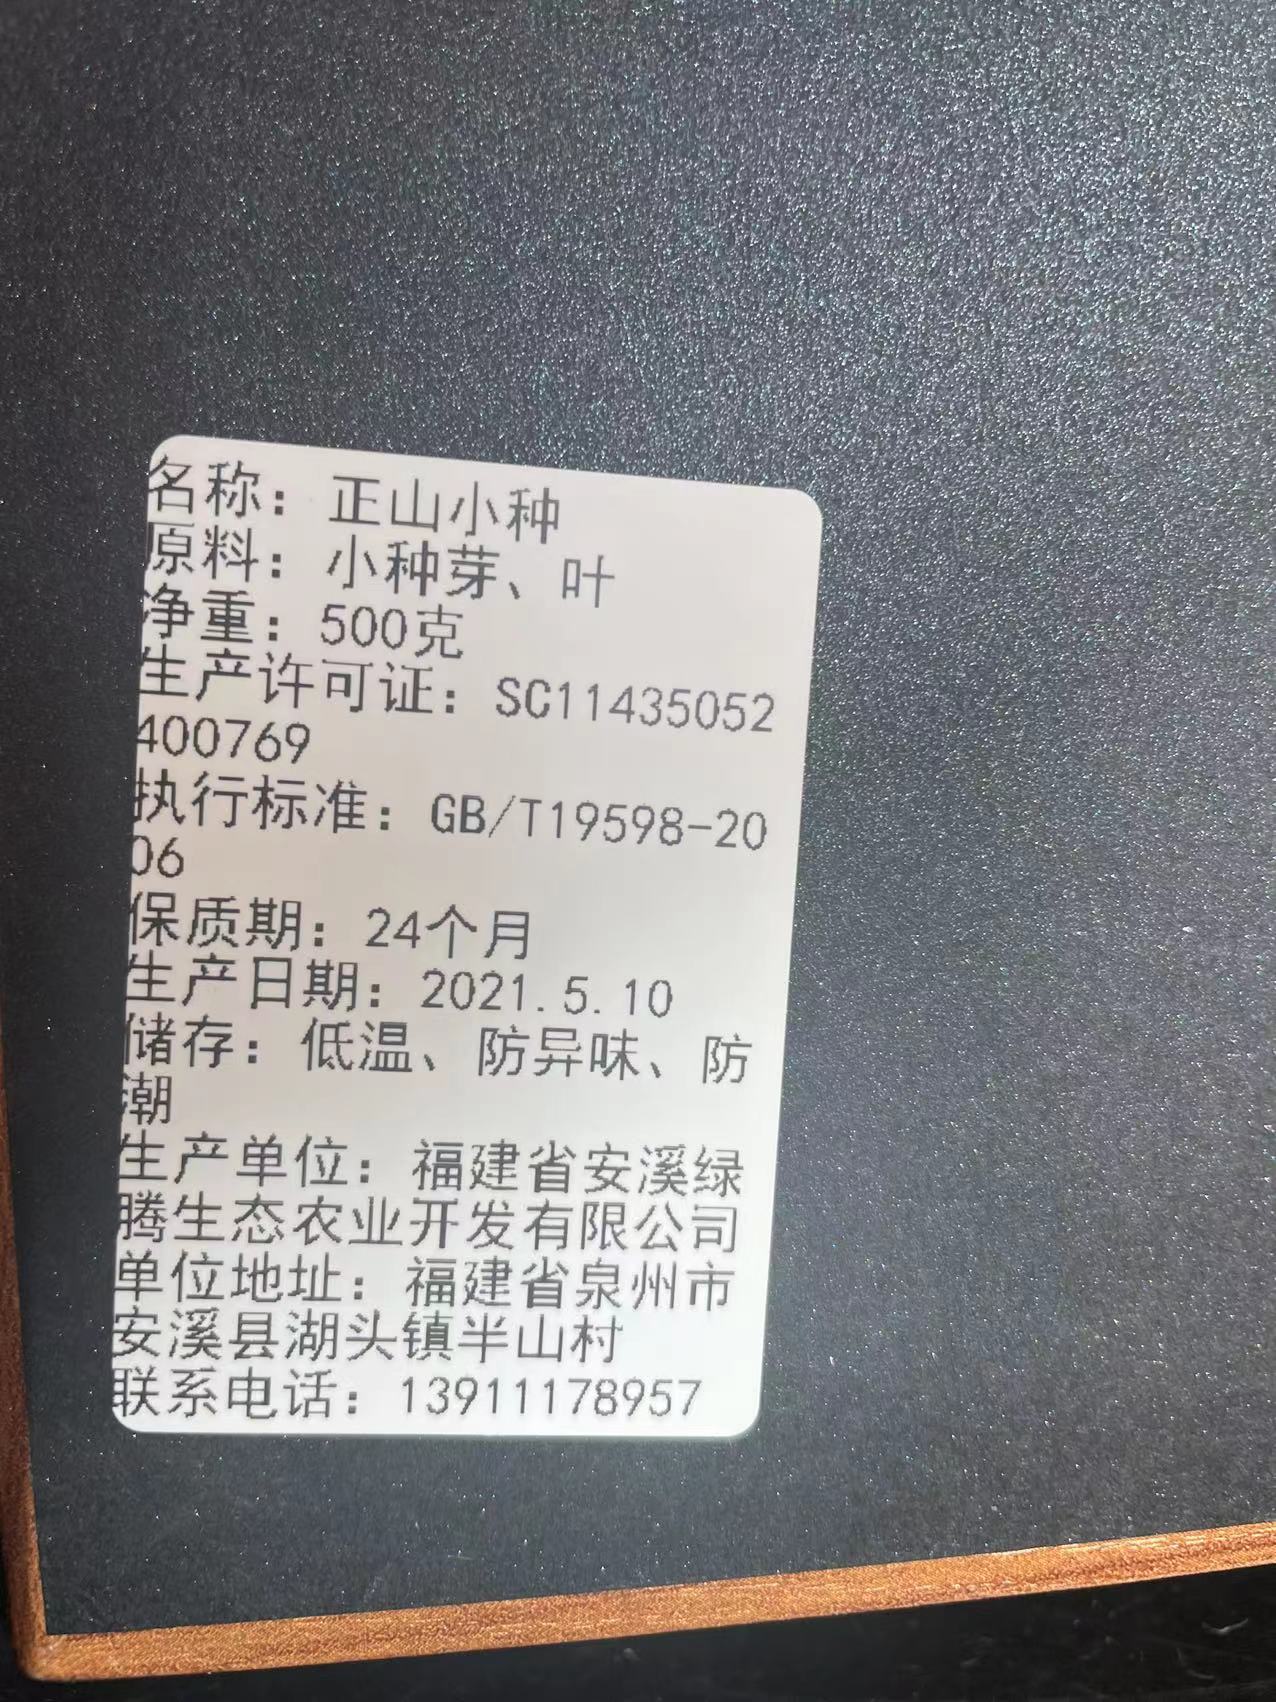 名称：正山小种
原料：小种芽、叶
净重：500克
生产许可证：SC11435052
400769
执行标准：GB/T19598-20
06
保质期：24个月
生产日期：2021.5.10
储存：低温、防异味、防
潮
生产单位：福建省安溪绿
腾生态农业开发有限公司
单位地址：福建省泉州市
安溪县湖头镇半山村
联系电话：13911178957